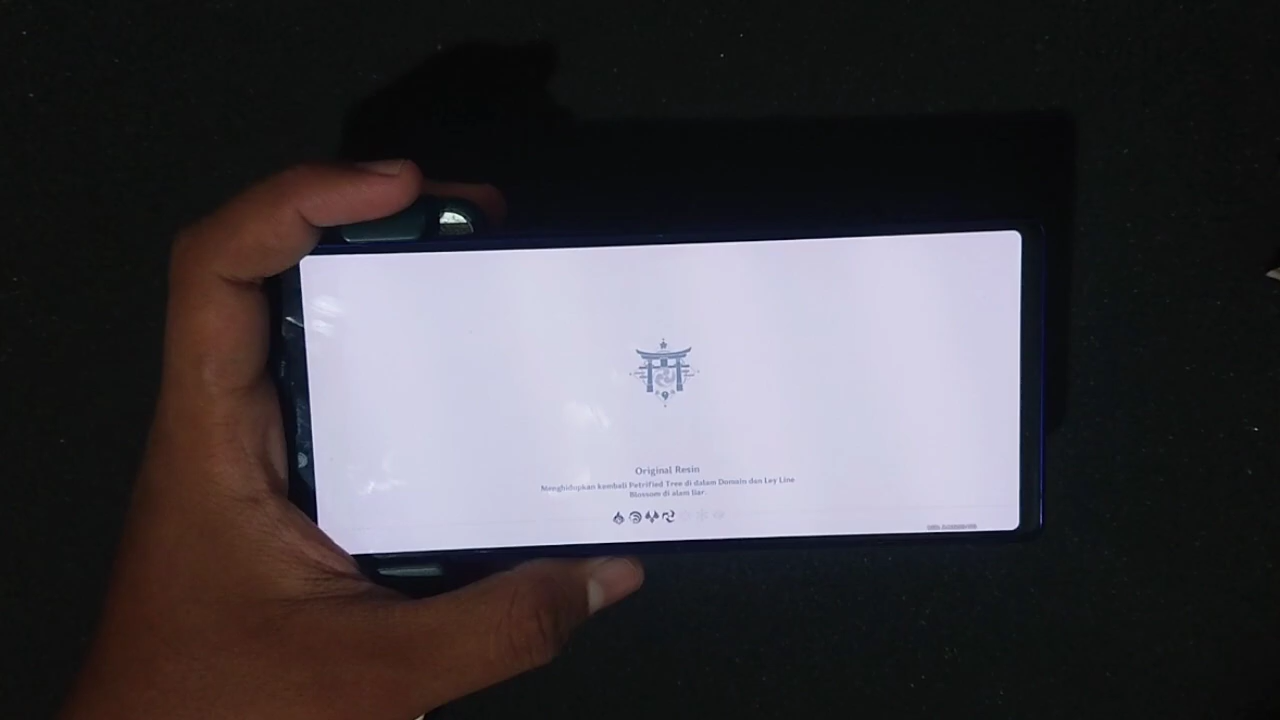 Original Resin
Menghidupkan kembali Petrified Tree di dalam Domain dan Ley Line
Blossom di alam liar.